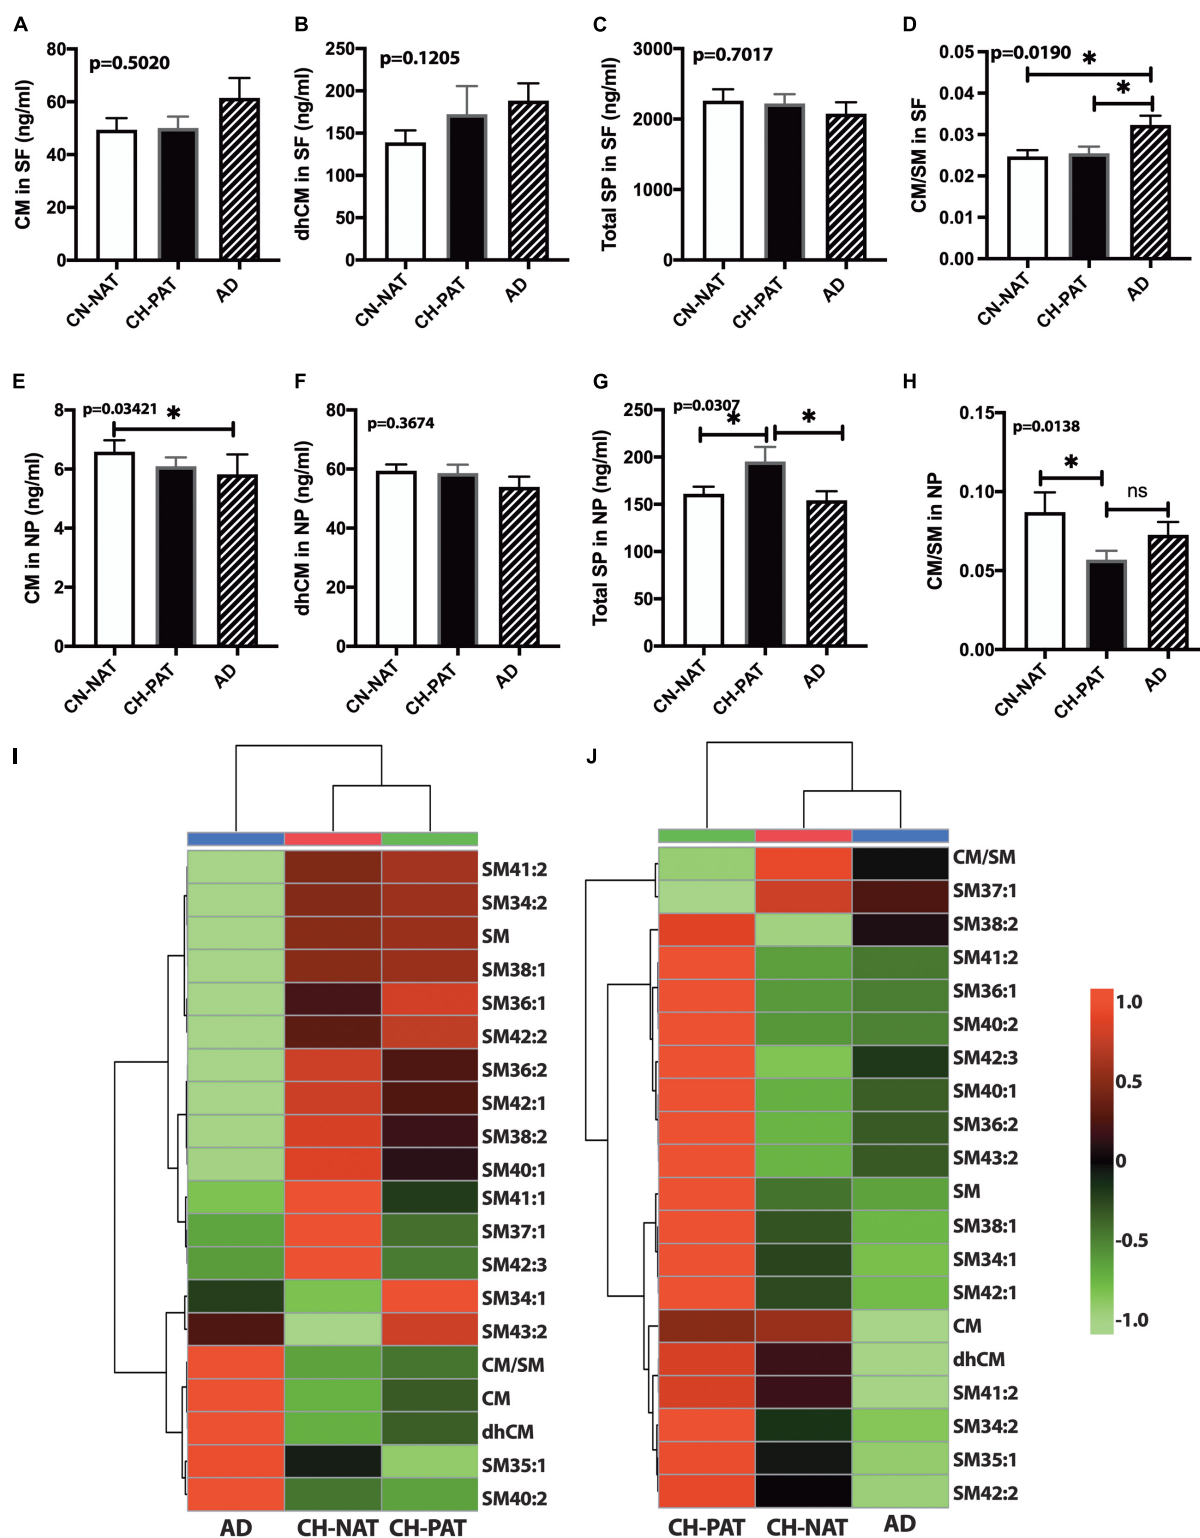 A
CM in SF (ng/ml)
80
60
40
20
0
p=0.5020
CN-NAT
CH-PAT
AD
B
dhCM in SF (ng/ml)
250
200
150
100
50
0
p=0.1205
CN-NAT
CH-PAT
AD
C
Total SP in SF (ng/ml)
3000
2000
1000
0
p=0.7017
CN-NAT
CH-PAT
AD
D
CM/SM in SF
0.05
0.04
0.03
0.02
0.01
0.00
p=0.0190
*
*
CN-NAT
CH-PAT
AD
E
CM in NP (ng/ml)
8
6
4
2
0
p=0.03421
*
CN-NAT
CH-PAT
AD
F
dhCM in NP (ng/ml)
80
60
40
20
0
p=0.3674
CN-NAT
CH-PAT
AD
G
Total SP in NP (ng/ml)
250
200
150
100
50
0
p=0.0307
*
*
CN-NAT
CH-PAT
AD
H
CM/SM in NP
0.15
0.10
0.05
0.00
p=0.0138
*
ns
CN-NAT
CH-PAT
AD
I
SM41:2
SM34:2
SM
SM38:1
SM36:1
SM42:2
SM36:2
SM42:1
SM38:2
SM40:1
SM41:1
SM37:1
SM42:3
SM34:1
SM43:2
CM/SM
CM
dhCM
SM35:1
SM40:2
AD CH-NAT CH-PAT
J
CM/SM
SM37:1
SM38:2
SM41:2
SM36:1
SM40:2
SM42:3
SM40:1
SM36:2
SM43:2
SM
SM38:1
SM34:1
SM42:1
CM
dhCM
SM41:2
SM34:2
SM35:1
SM42:2
CH-PAT CH-NAT AD
1.0
0.5
0
-0.5
-1.0